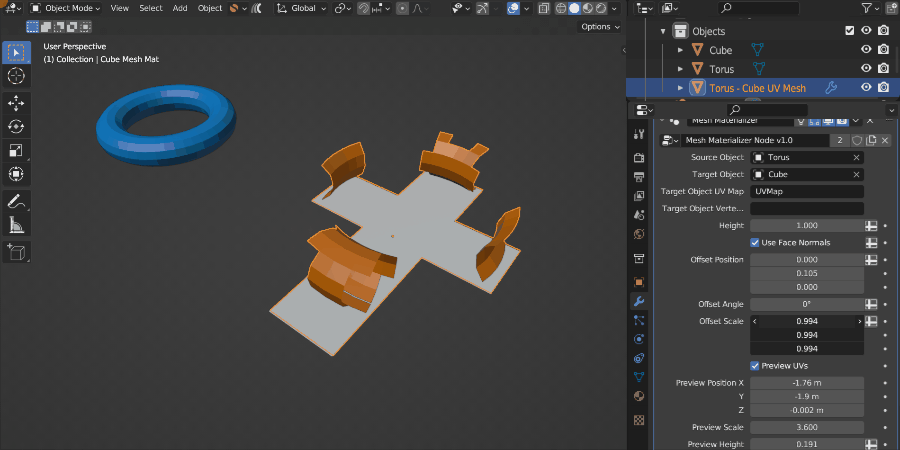 Object Mode
View
Select
Add
Object
Global
Options
User Perspective
(1) Collection | Cube Mesh Mat
Objects
Cube
Torus
Torus - Cube UV Mesh
Mesh Materializer
Mesh Materializer Node v1.0
2
Source Object
Torus
Target Object
Cube
Target Object UV Map
UVMap
Target Object Verte...
Height
1.000
Use Face Normals
Offset Position
0.000
0.105
0.000
Offset Angle
0°
Offset Scale
0.994
0.994
0.994
Preview UVs
Preview Position X
-1.76 m
Y
-1.9 m
Z
-0.002 m
Preview Scale
3.600
Preview Height
0.191